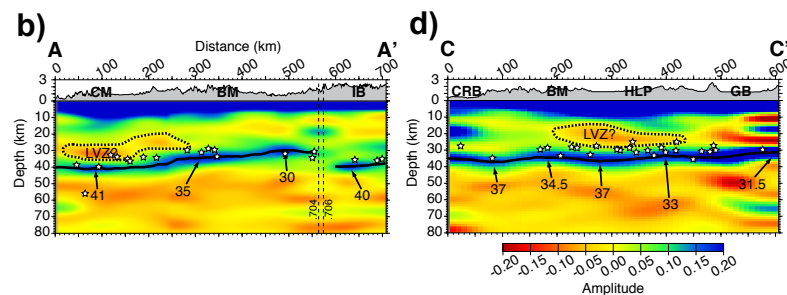 b)
A
Distance (km)
A'
0 100 200 300 400 500 600 700
3
0
10
20
30
40
50
60
70
80
Depth (km)
CM
BM
IB
LVZ?
41
35
30
40
.704
.706
d)
C
C'
0 100 200 300 400 500 600
3
0
10
20
30
40
50
60
70
80
Depth (km)
CRB
BM
HLP
GB
LVZ?
37
34.5
37
33
31.5
-0.20 -0.15 -0.10 -0.05 0.00 0.05 0.10 0.15 0.20
Amplitude